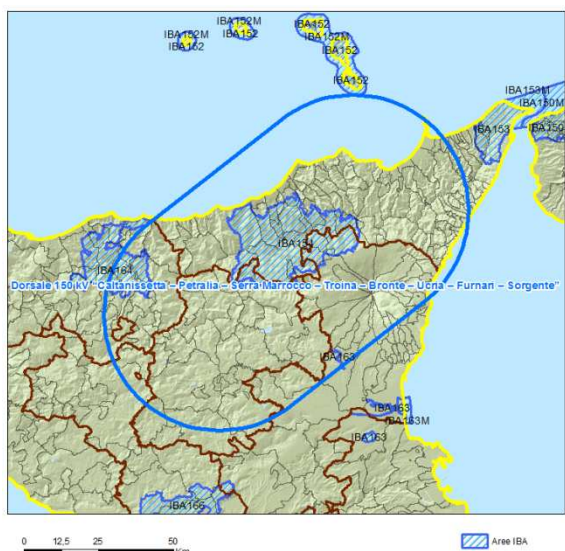 IBA152M
IBA152
IBA152M
IBA152
IBA152
IBA152M
IBA152
IBA152
IBA153M
IBA150M
IBA153
IBA150
IBA164
Dorsale 150 kV "Caltanissetta – Petralia – Serra Marrocco – Troina – Bronte – Ucria – Furnari – Sorgente"
IBA163
IBA163
IBA163M
IBA163
IBA166
0 12,5 25 50
Km
Aree IBA